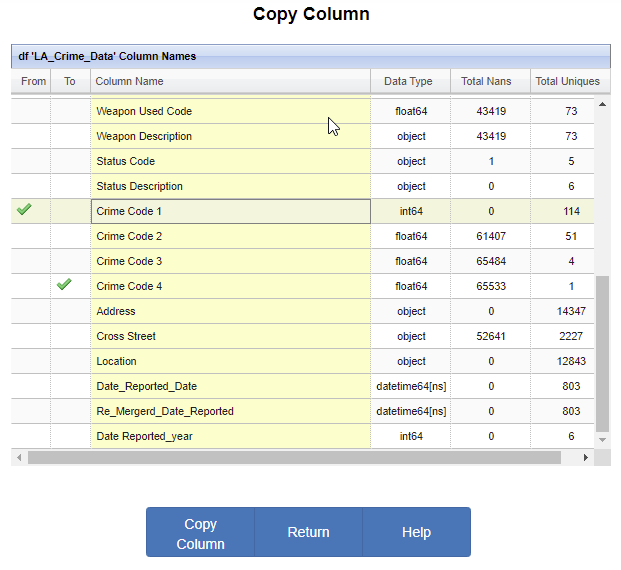 Copy Column
df 'LA_Crime_Data' Column Names
From To Column Name Data Type Total Nans Total Uniques
Weapon Used Code float64 43419 73
Weapon Description object 43419 73
Status Code object 1 5
Status Description object 0 6
Crime Code 1 int64 0 114
Crime Code 2 float64 61407 51
Crime Code 3 float64 65484 4
Crime Code 4 float64 65533 1
Address object 0 14347
Cross Street object 52641 2227
Location object 0 12843
Date_Reported_Date datetime64[ns] 0 803
Re_Mergerd_Date_Reported datetime64[ns] 0 803
Date Reported_year int64 0 6
Copy Column Return Help